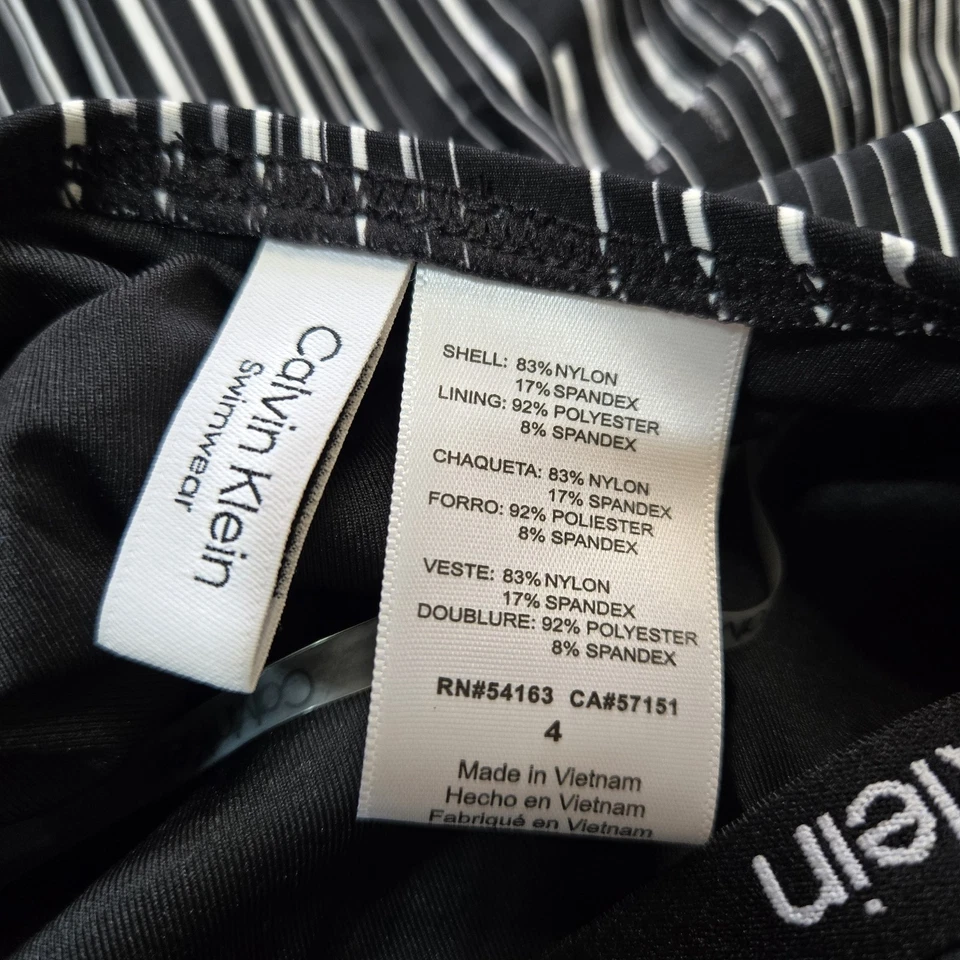 Calvin Klein
Swimwear
SHELL: 83% NYLON
17% SPANDEX
LINING: 92% POLYESTER
8% SPANDEX
CHAQUETA: 83% NYLON
17% SPANDEX
FORRO: 92% POLIESTER
8% SPANDEX
VESTE: 83% NYLON
17% SPANDEX
DOUBLURE: 92% POLYESTER
8% SPANDEX
RN#54163 CA#57151
4
Made in Vietnam
Hecho en Vietnam
Fabriqué en Vietnam
Klein